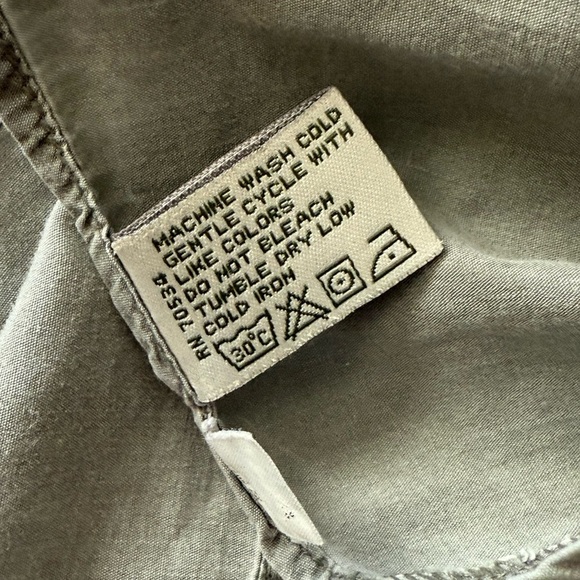 MACHINE WASH COLD
GENTLE CYCLE WITH
LIKE COLORS
DO NOT BLEACH
TUMBLE DRY LOW
COLD IRON
30°C
RN 70534